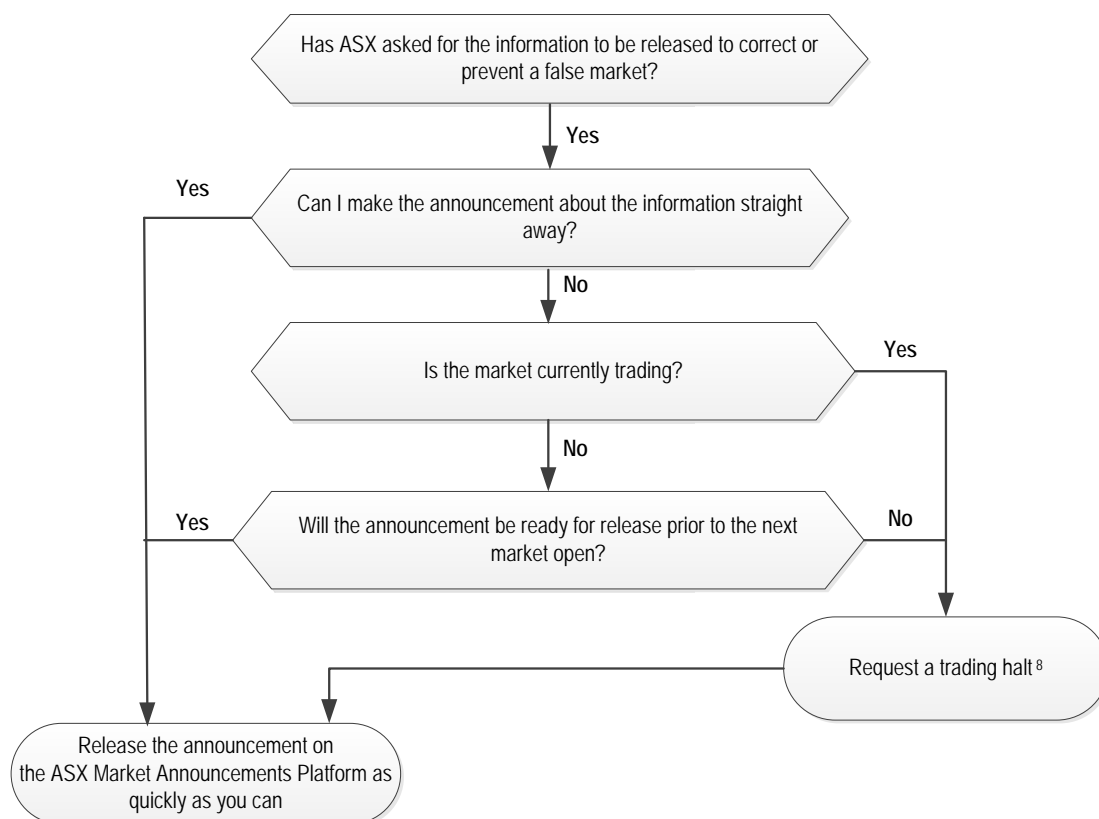 Has ASX asked for the information to be released to correct or
prevent a false market?
Yes
Yes
Can I make the announcement about the information straight
away?
No
Is the market currently trading?
Yes
No
Yes
Will the announcement be ready for release prior to the next
market open?
No
Request a trading halt 8
Release the announcement on
the ASX Market Announcements Platform as
quickly as you can